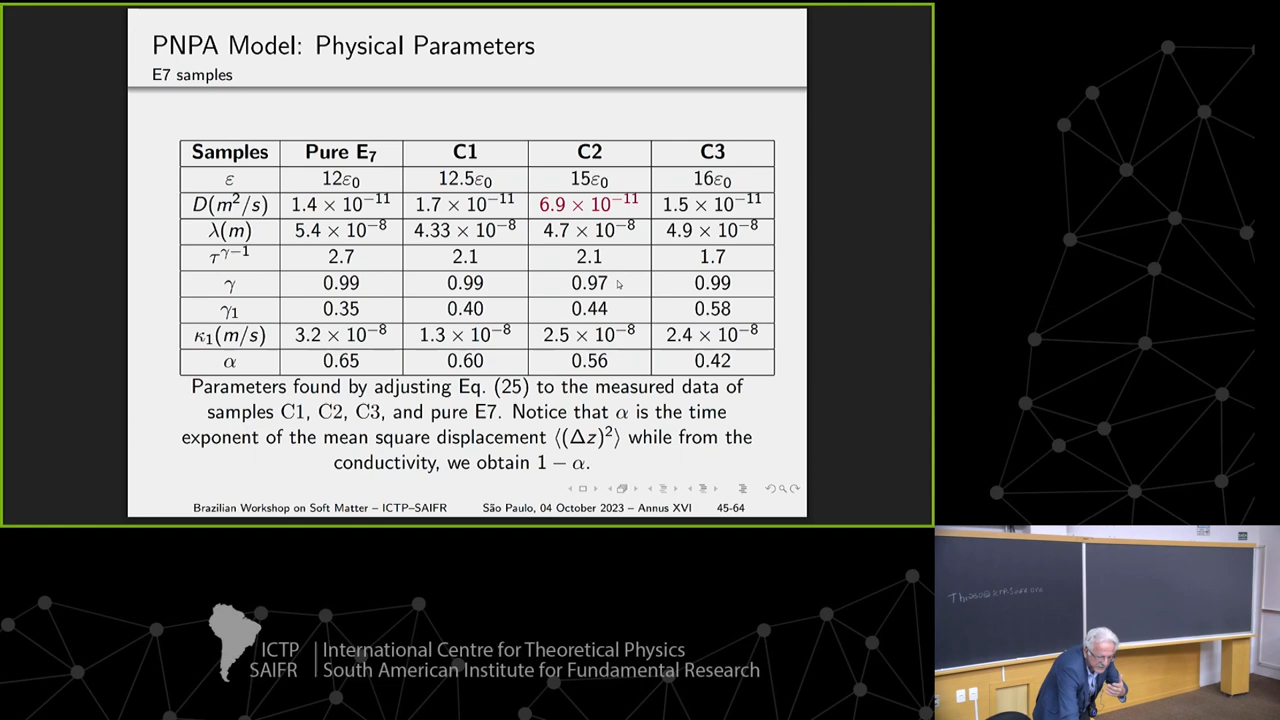 PNPA Model: Physical Parameters
E7 samples
Samples Pure E7 C1 C2 C3
ε 12ε₀ 12.5ε₀ 15ε₀ 16ε₀
D(m²/s) 1.4 × 10⁻¹¹ 1.7 × 10⁻¹¹ 6.9 × 10⁻¹¹ 1.5 × 10⁻¹¹
λ(m) 5.4 × 10⁻⁸ 4.33 × 10⁻⁸ 4.7 × 10⁻⁸ 4.9 × 10⁻⁸
τ^γ−1 2.7 2.1 2.1 1.7
γ 0.99 0.99 0.97 0.99
γ₁ 0.35 0.40 0.44 0.58
κ₁(m/s) 3.2 × 10⁻⁸ 1.3 × 10⁻⁸ 2.5 × 10⁻⁸ 2.4 × 10⁻⁸
α 0.65 0.60 0.56 0.42
Parameters found by adjusting Eq. (25) to the measured data of
samples C1, C2, C3, and pure E7. Notice that α is the time
exponent of the mean square displacement ⟨(Δz)²⟩ while from the
conductivity, we obtain 1 − α.
Brazilian Workshop on Soft Matter – ICTP–SAIFR São Paulo, 04 October 2023 – Annus XVI 45-64
ICTP International Centre for Theoretical Physics
SAIFR South American Institute for Fundamental Research